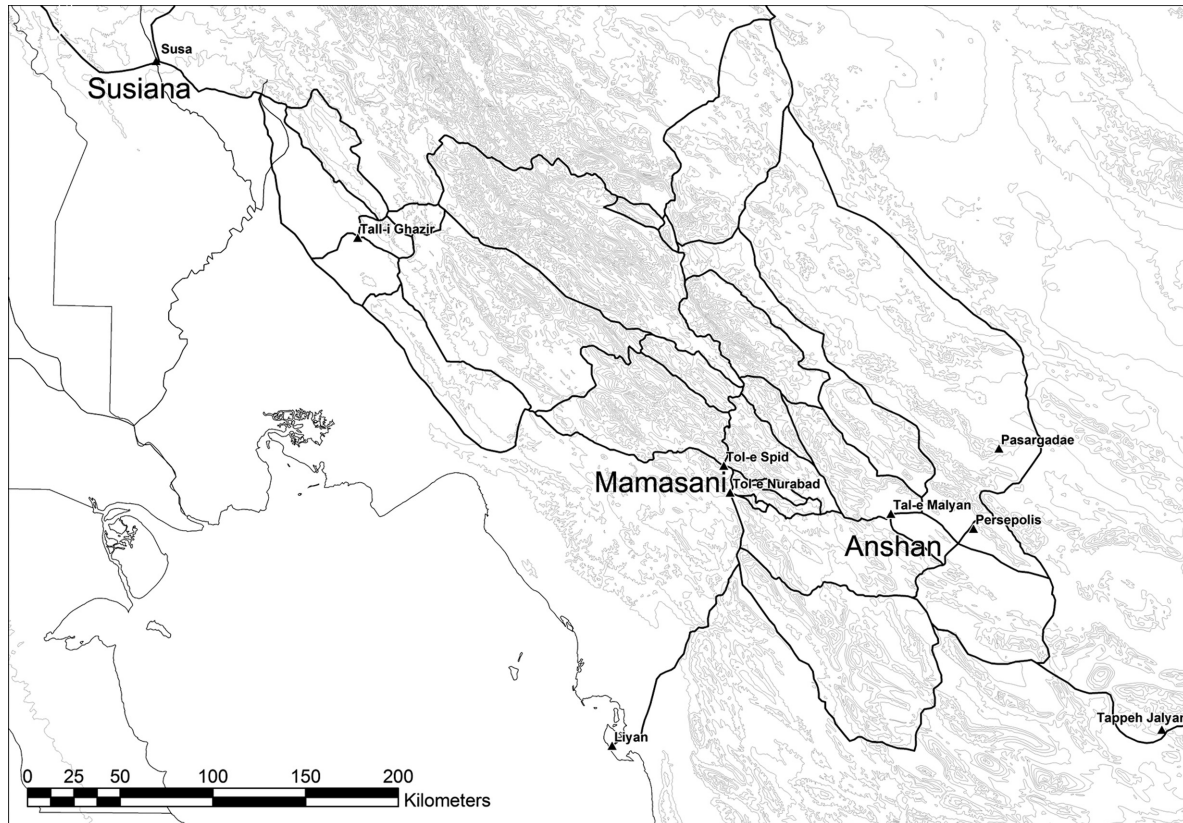 Susa
Susiana
Tall-i Ghazir
Pasargadae
Tol-e Spid
Mamasani
Tol-e Nurabad
Tal-e Malyan
Persepolis
Anshan
Tappeh Jalyan
Liyan
0 25 50 100 150 200
Kilometers